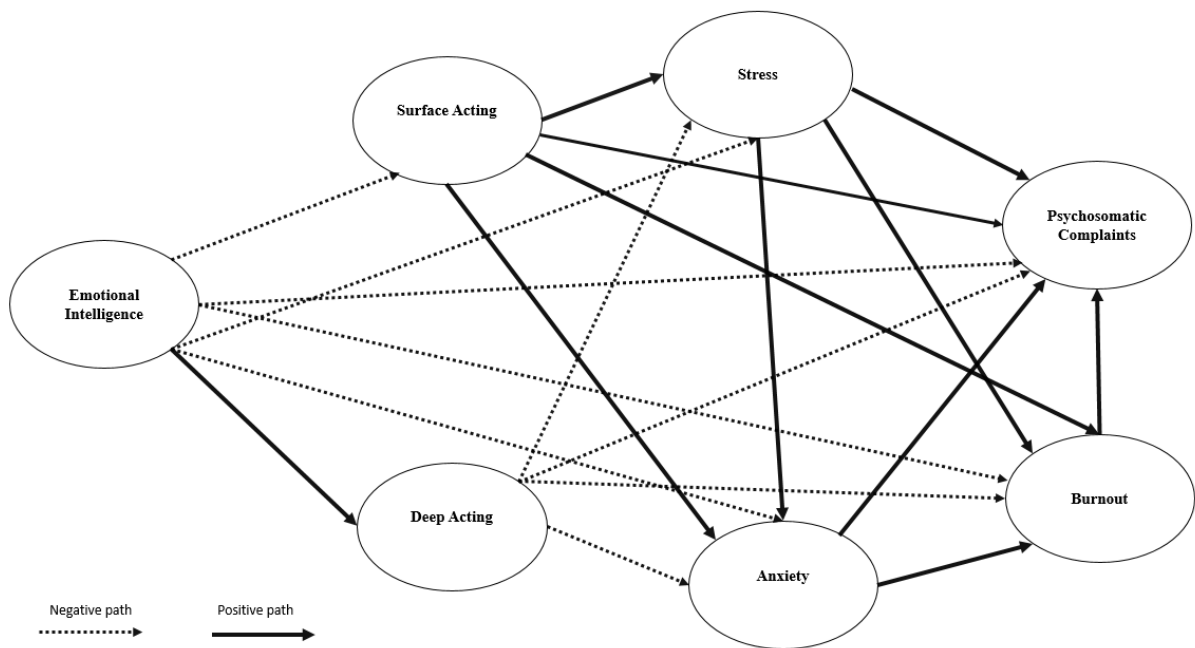 Stress
Surface Acting
Psychosomatic
Complaints
Emotional
Intelligence
Deep Acting
Burnout
Anxiety
Negative path
Positive path